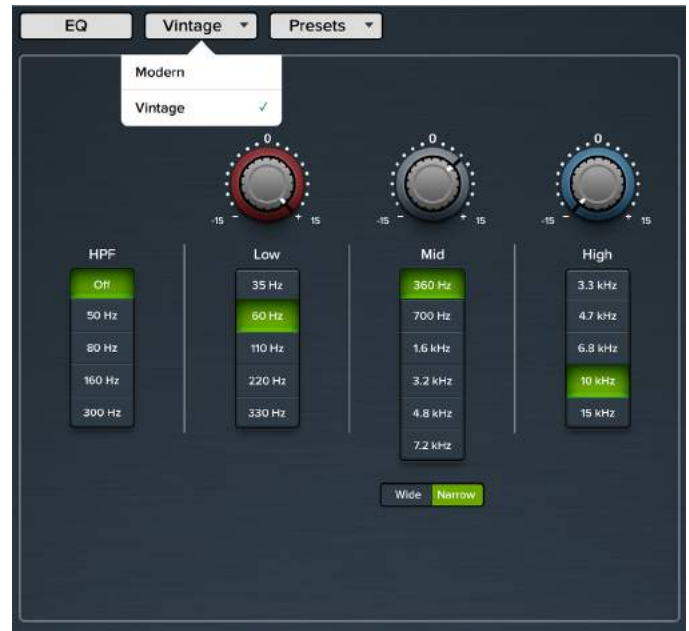 EQ
Vintage
Presets
Modern
Vintage ✓
0
-15 - + 15
0
-15 - + 15
0
-15 - + 15
HPF
Off
50 Hz
80 Hz
160 Hz
300 Hz
Low
35 Hz
60 Hz
110 Hz
220 Hz
330 Hz
Mid
360 Hz
700 Hz
1.6 kHz
3.2 kHz
4.8 kHz
7.2 kHz
Wide Narrow
High
3.3 kHz
4.7 kHz
6.8 kHz
10 kHz
15 kHz